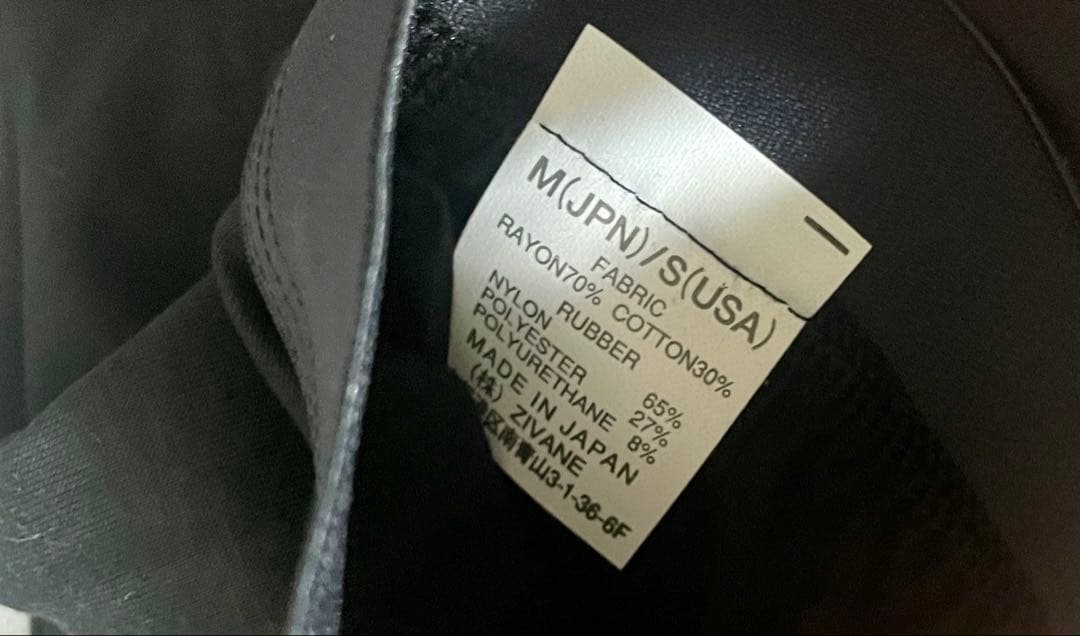 M(JPN)/S(USA)
FABRIC
RAYON70% COTTON30%
RUBBER
NYLON 65%
POLYESTER 27%
POLYURETHANE 8%
MADE IN JAPAN
(株) ZIVANE
区南青山3-1-36-6F